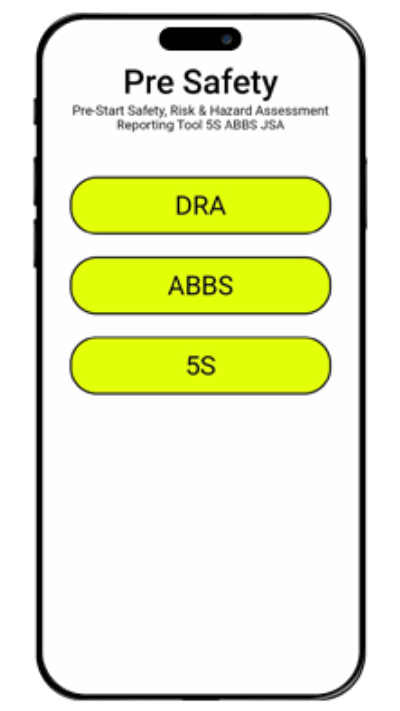 Pre Safety
Pre-Start Safety, Risk & Hazard Assessment
Reporting Tool 5S ABBS JSA
DRA
ABBS
5S